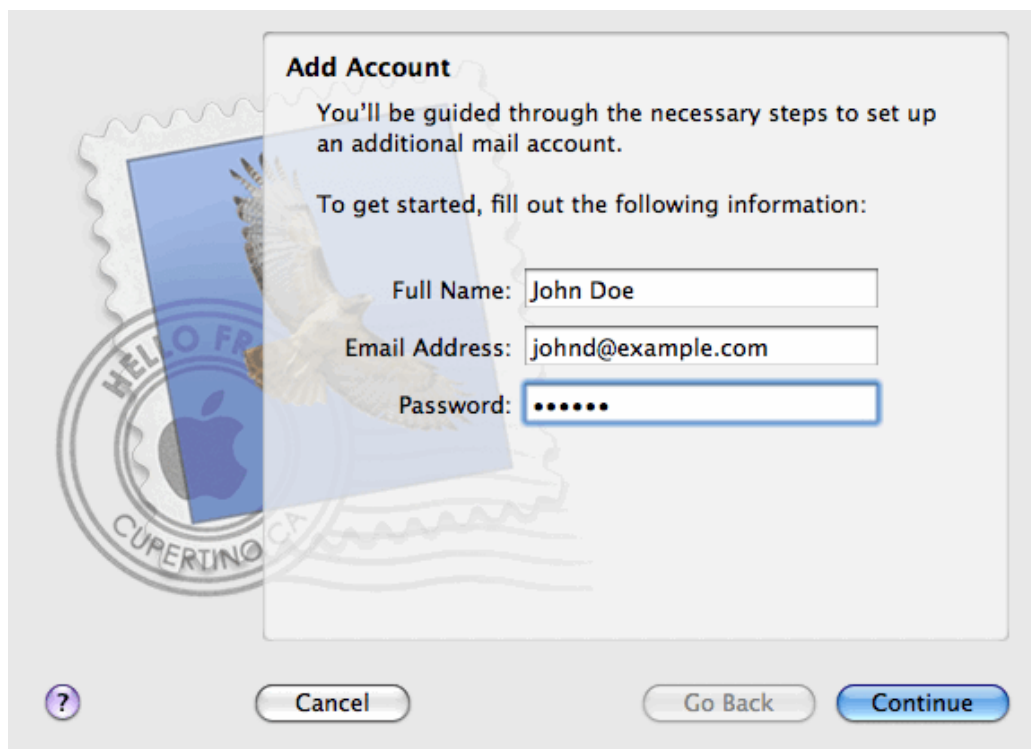 Add Account
You'll be guided through the necessary steps to set up
an additional mail account.
To get started, fill out the following information:
Full Name: John Doe
Email Address: johnd@example.com
Password: ••••••
HELLO FR
CUPERTINO CA
? Cancel Go Back Continue